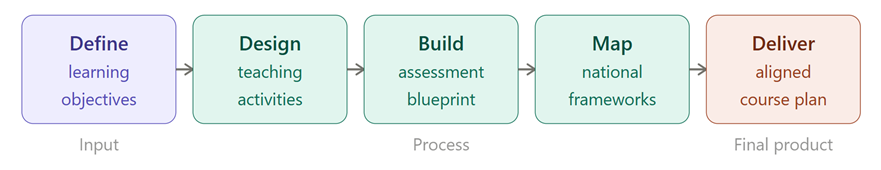 Define
learning
objectives
Design
teaching
activities
Build
assessment
blueprint
Map
national
frameworks
Deliver
aligned
course plan
Input
Process
Final product